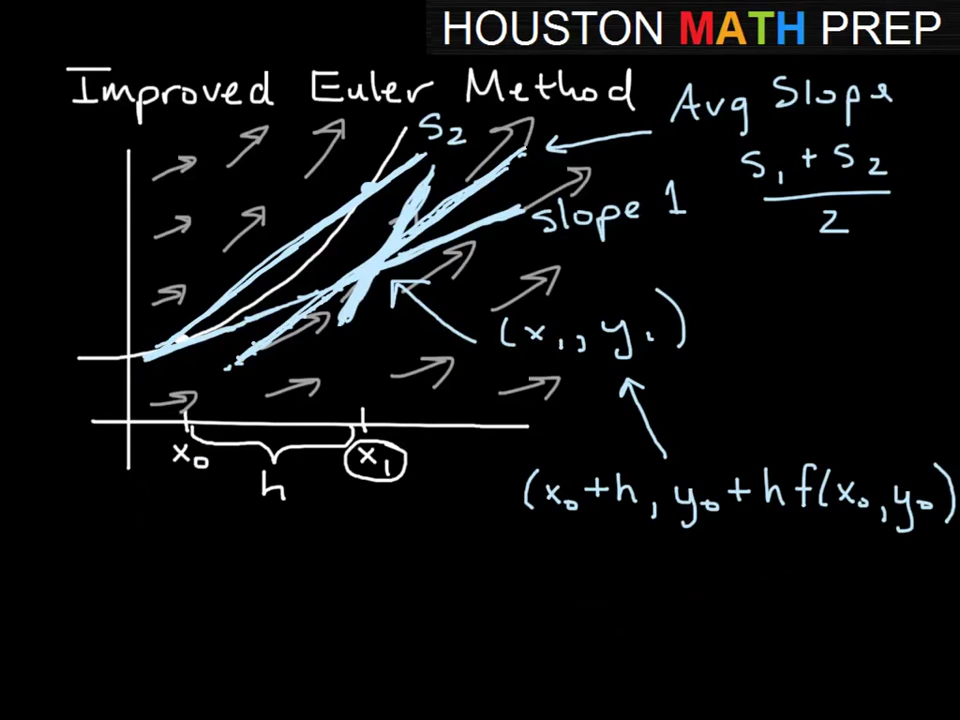 HOUSTON MATH PREP
Improved Euler Method
Avg Slope
S₂
S₁ + S₂
2
slope 1
(x₁, y₁)
x₀
x₁
h
(x₀+h, y₀+h f(x₀, y₀)